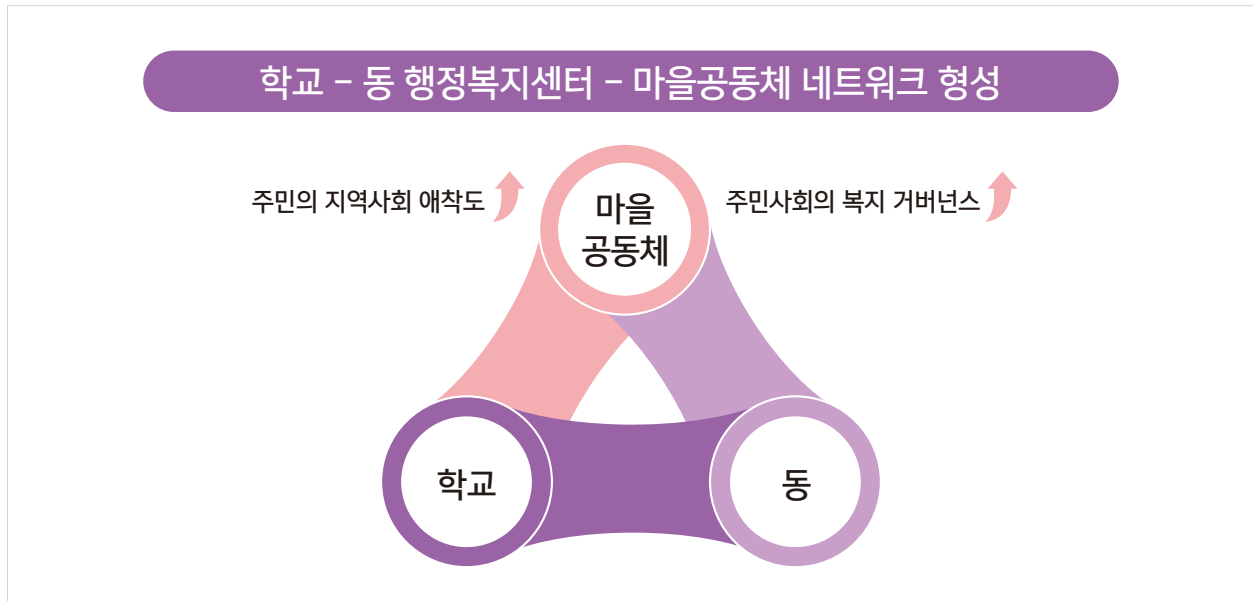 학교 – 동 행정복지센터 – 마을공동체 네트워크 형성
주민의 지역사회 애착도
마을
공동체
주민사회의 복지 거버넌스
학교
동